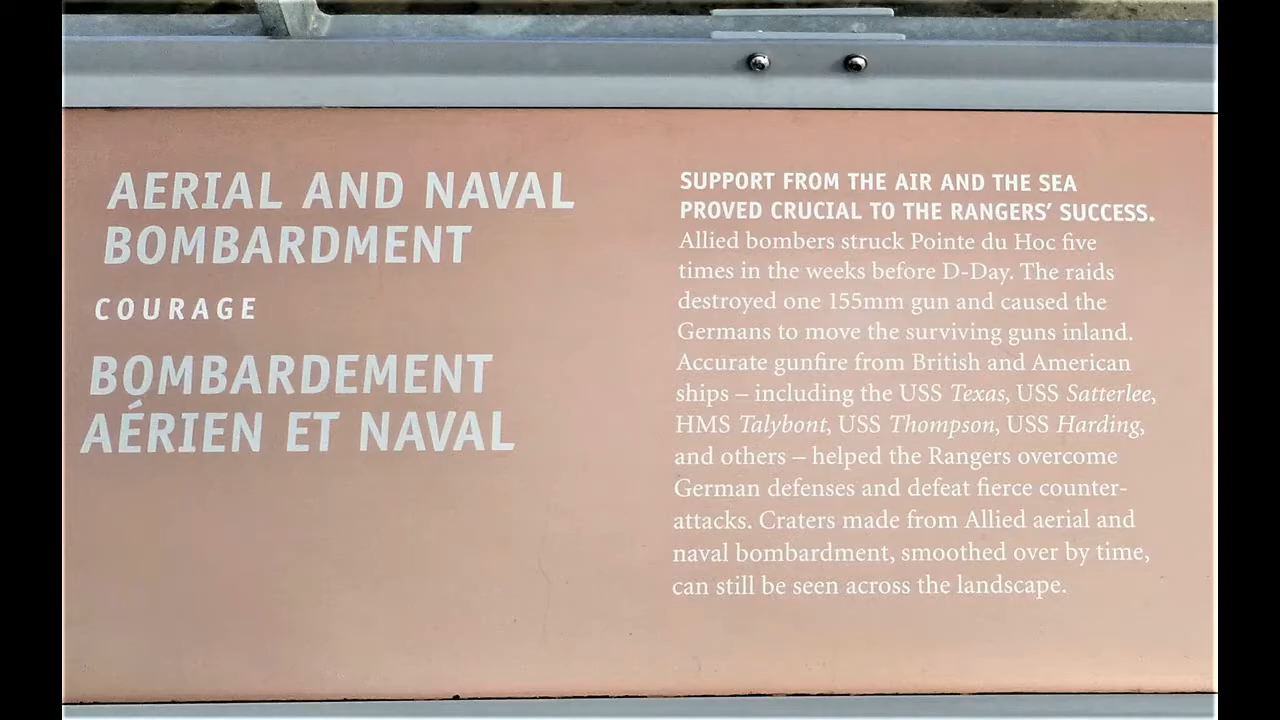 AERIAL AND NAVAL
BOMBARDMENT
COURAGE
BOMBARDEMENT
AÉRIEN ET NAVAL
SUPPORT FROM THE AIR AND THE SEA
PROVED CRUCIAL TO THE RANGERS’ SUCCESS.
Allied bombers struck Pointe du Hoc five
times in the weeks before D-Day. The raids
destroyed one 155mm gun and caused the
Germans to move the surviving guns inland.
Accurate gunfire from British and American
ships – including the USS Texas, USS Satterlee,
HMS Talybont, USS Thompson, USS Harding,
and others – helped the Rangers overcome
German defenses and defeat fierce counter-
attacks. Craters made from Allied aerial and
naval bombardment, smoothed over by time,
can still be seen across the landscape.